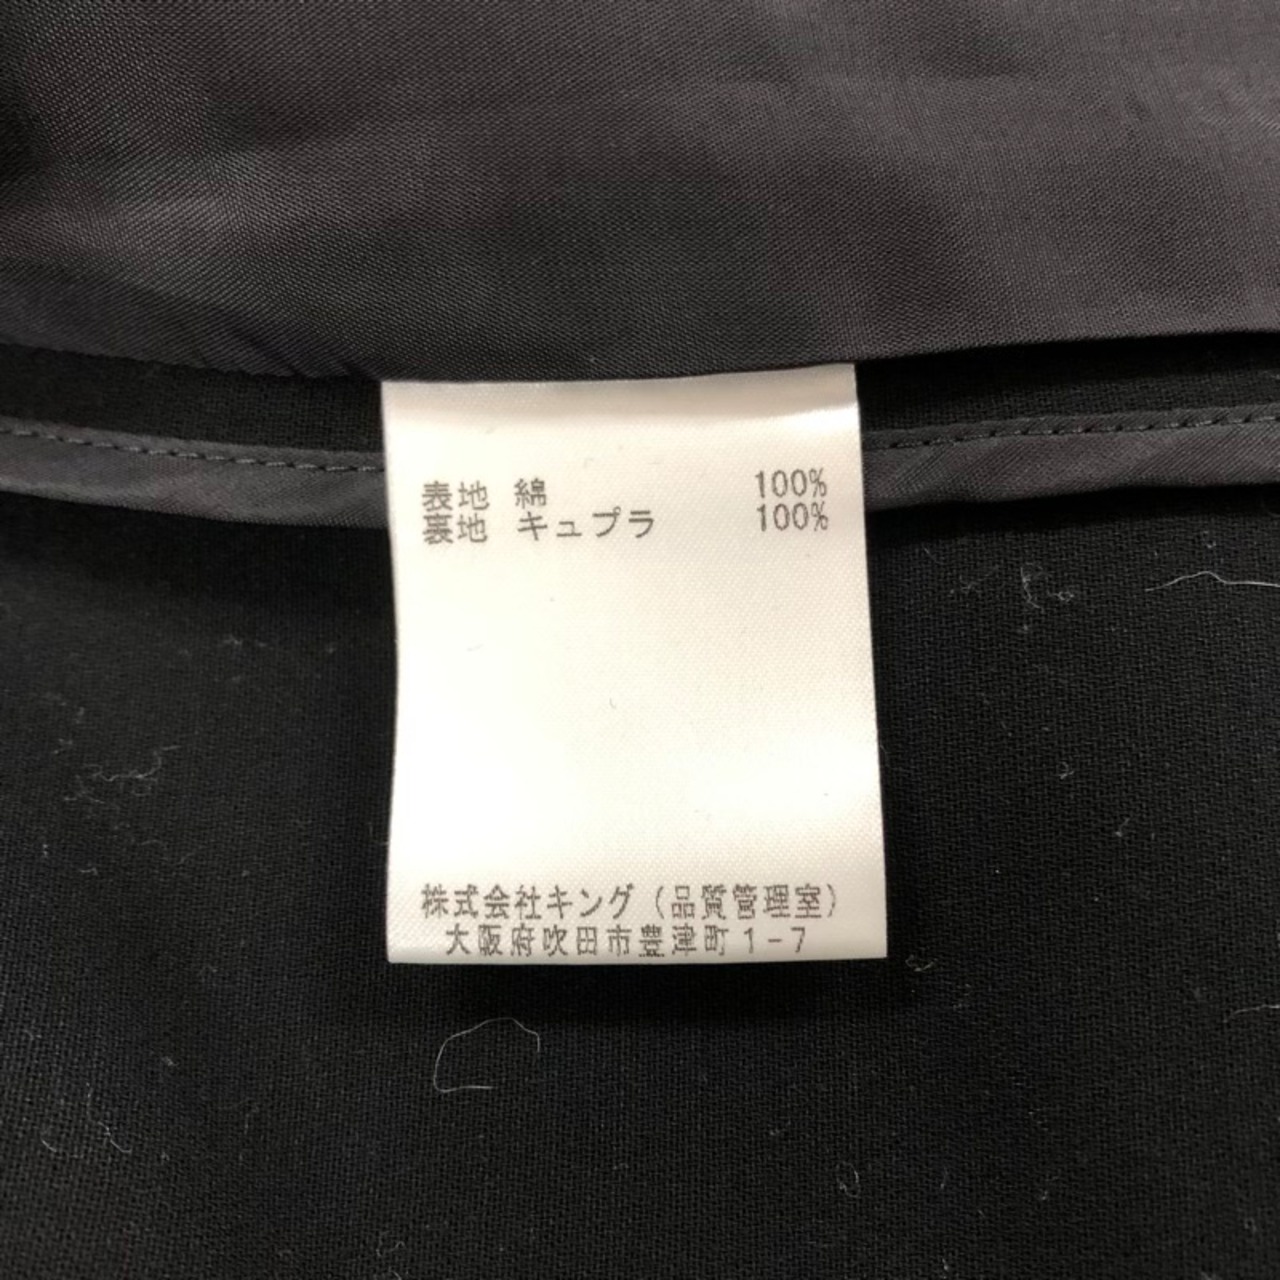 表地 綿 100%
裏地 キュプラ 100%
株式会社キング（品質管理室）
大阪府吹田市豊津町1-7